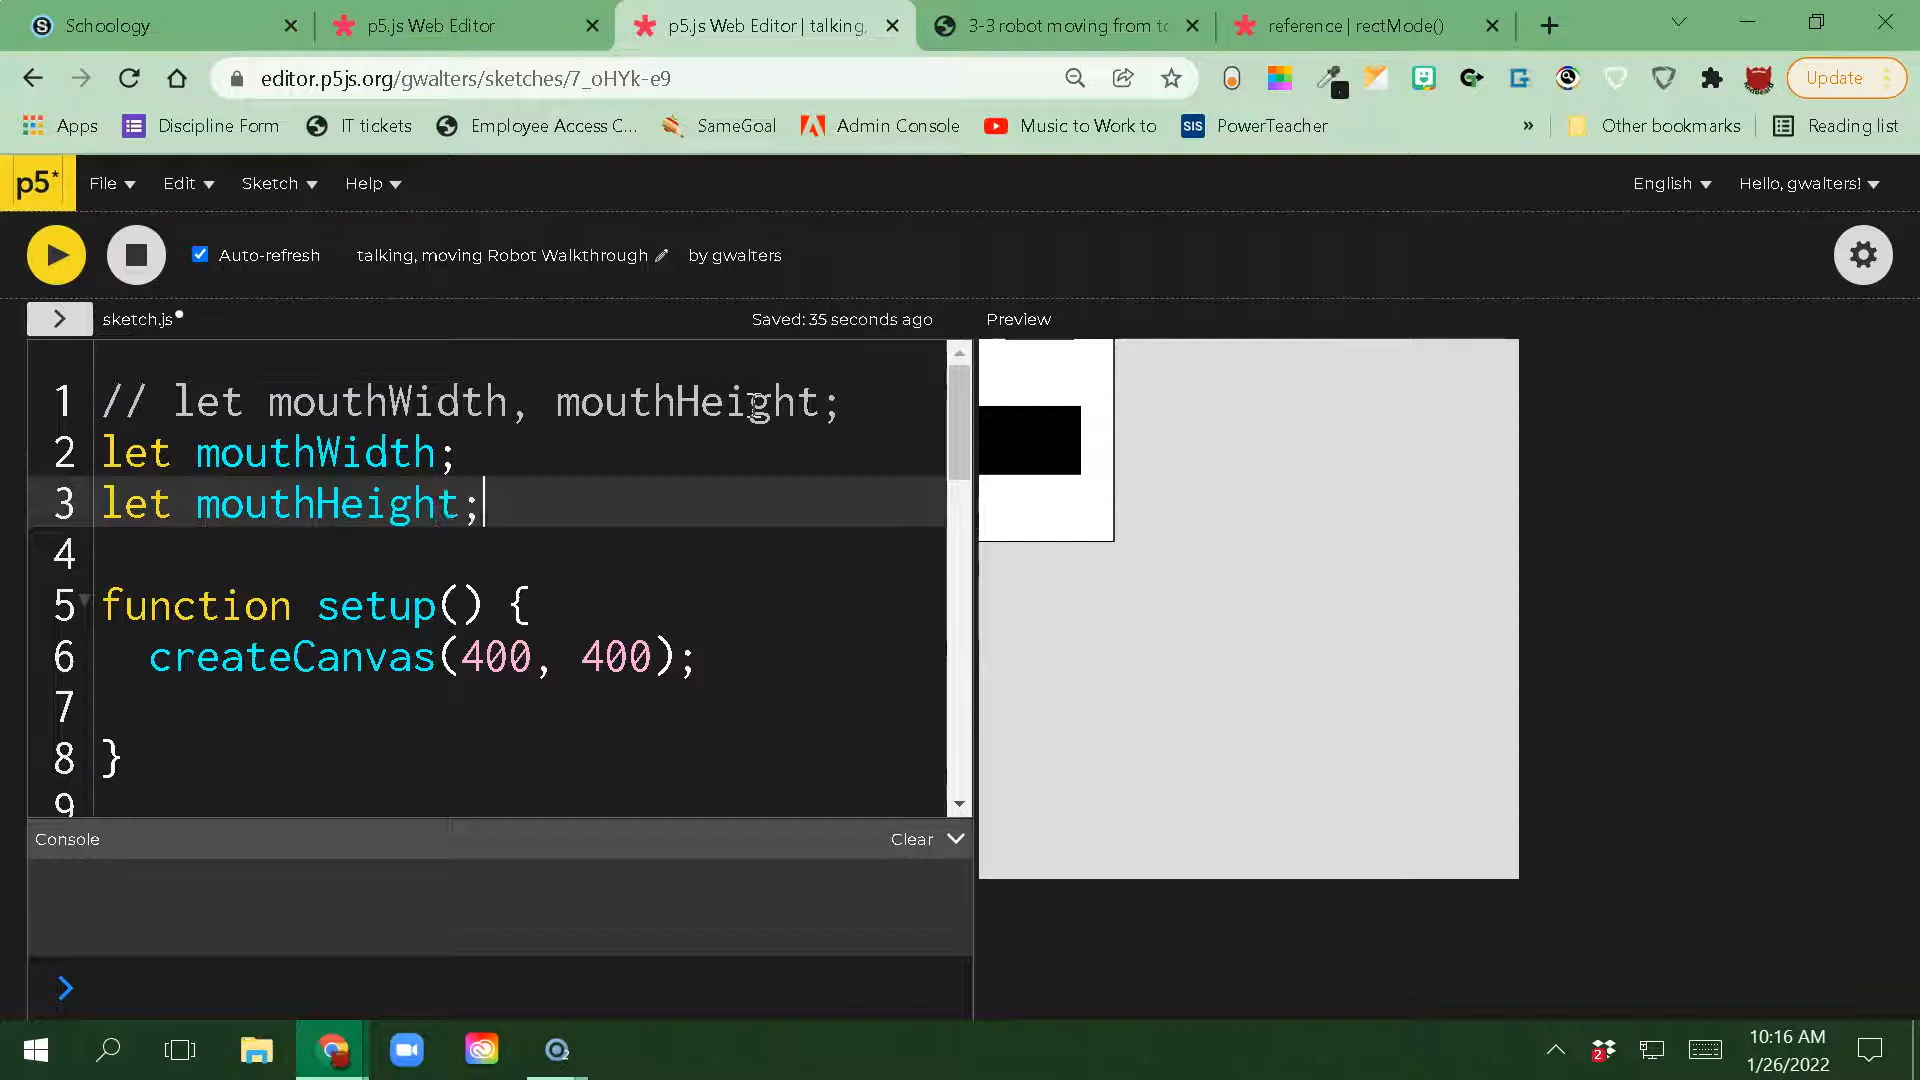 Schoology
p5.js Web Editor
p5.js Web Editor | talking,
3-3 robot moving from to
reference | rectMode()
editor.p5js.org/gwalters/sketches/7_oHYk-e9
Update
Apps
Discipline Form
IT tickets
Employee Access C...
SameGoal
Admin Console
Music to Work to
SIS
PowerTeacher
»
Other bookmarks
Reading list
p5*
File
Edit
Sketch
Help
English
Hello, gwalters!
Auto-refresh
talking, moving Robot Walkthrough
by gwalters
sketch.js
Saved: 35 seconds ago
Preview
1 // let mouthWidth, mouthHeight;
2 let mouthWidth;
3 let mouthHeight;
4
5 function setup() {
6 createCanvas(400, 400);
7
8 }
9
Console
Clear
10:16 AM
1/26/2022